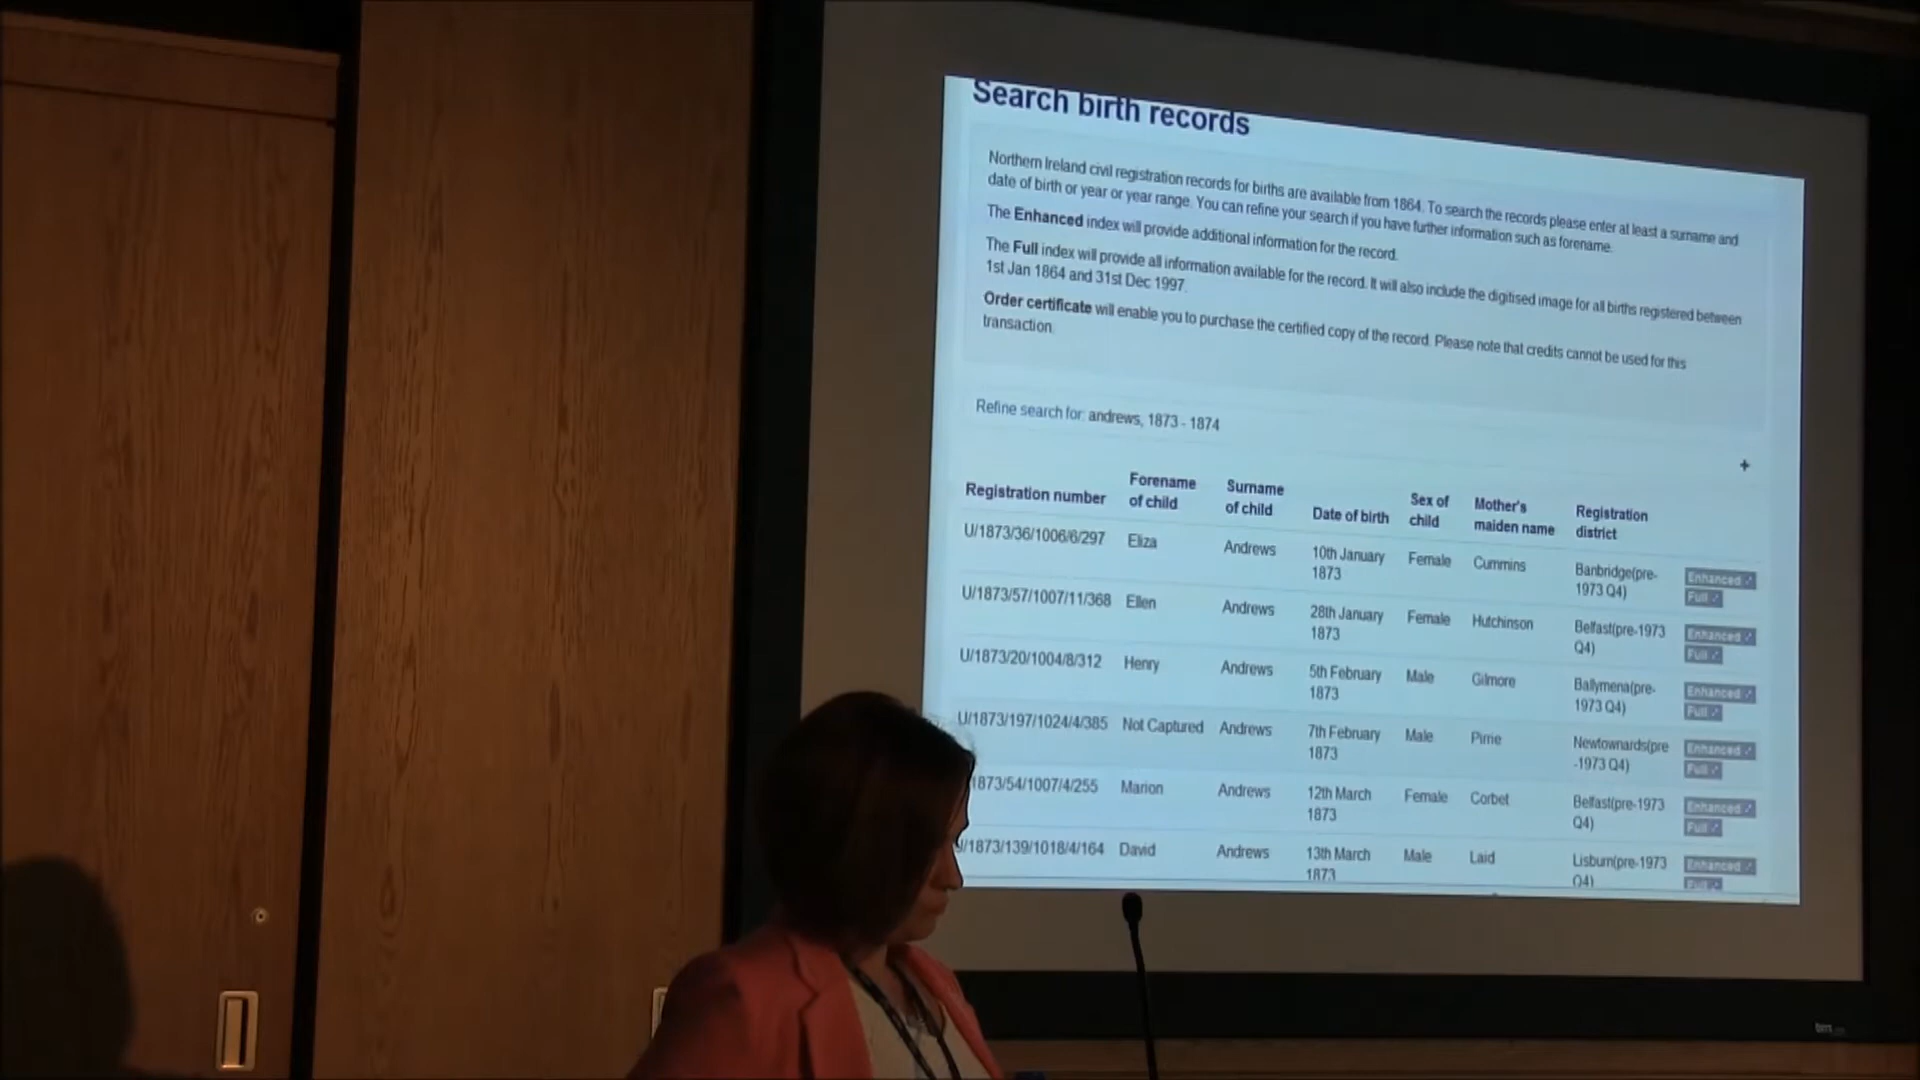 Search birth records
Northern Ireland civil registration records for births are available from 1864. To search the records please enter at least a surname and
date of birth or year or year range. You can refine your search if you have further information such as forename.
The Enhanced index will provide additional information for the record.
The Full index will provide all information available for the record. It will also include the digitised image for all births registered between
1st Jan 1864 and 31st Dec 1997.
Order certificate will enable you to purchase the certified copy of the record. Please note that credits cannot be used for this
transaction.
Refine search for: andrews, 1873 - 1874
+
Registration number Forename of child Surname of child Date of birth Sex of child Mother's maiden name Registration district
U/1873/36/1006/6/297 Eliza Andrews 10th January 1873 Female Cummins Banbridge(pre-1973 Q4) Enhanced Full
U/1873/57/1007/11/368 Ellen Andrews 28th January 1873 Female Hutchinson Belfast(pre-1973 Q4) Enhanced Full
U/1873/20/1004/8/312 Henry Andrews 5th February 1873 Male Gilmore Ballymena(pre-1973 Q4) Enhanced Full
U/1873/197/1024/4/385 Not Captured Andrews 7th February 1873 Male Pirrie Newtownards(pre-1973 Q4) Enhanced Full
1873/54/1007/4/255 Marion Andrews 12th March 1873 Female Corbet Belfast(pre-1973 Q4) Enhanced Full
/1873/139/1018/4/164 David Andrews 13th March 1873 Male Laid Lisburn(pre-1973 Q4) Enhanced Full